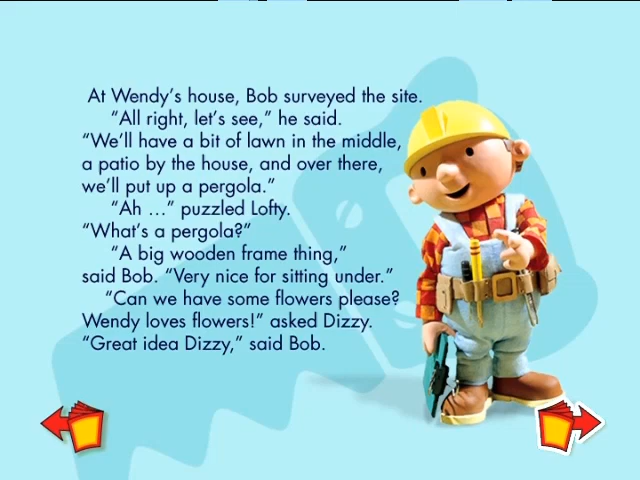 At Wendy's house, Bob surveyed the site.
"All right, let's see," he said.
"We'll have a bit of lawn in the middle,
a patio by the house, and over there,
we'll put up a pergola."
"Ah ..." puzzled Lofty.
"What's a pergola?"
"A big wooden frame thing,"
said Bob. "Very nice for sitting under."
"Can we have some flowers please?
Wendy loves flowers!" asked Dizzy.
"Great idea Dizzy," said Bob.